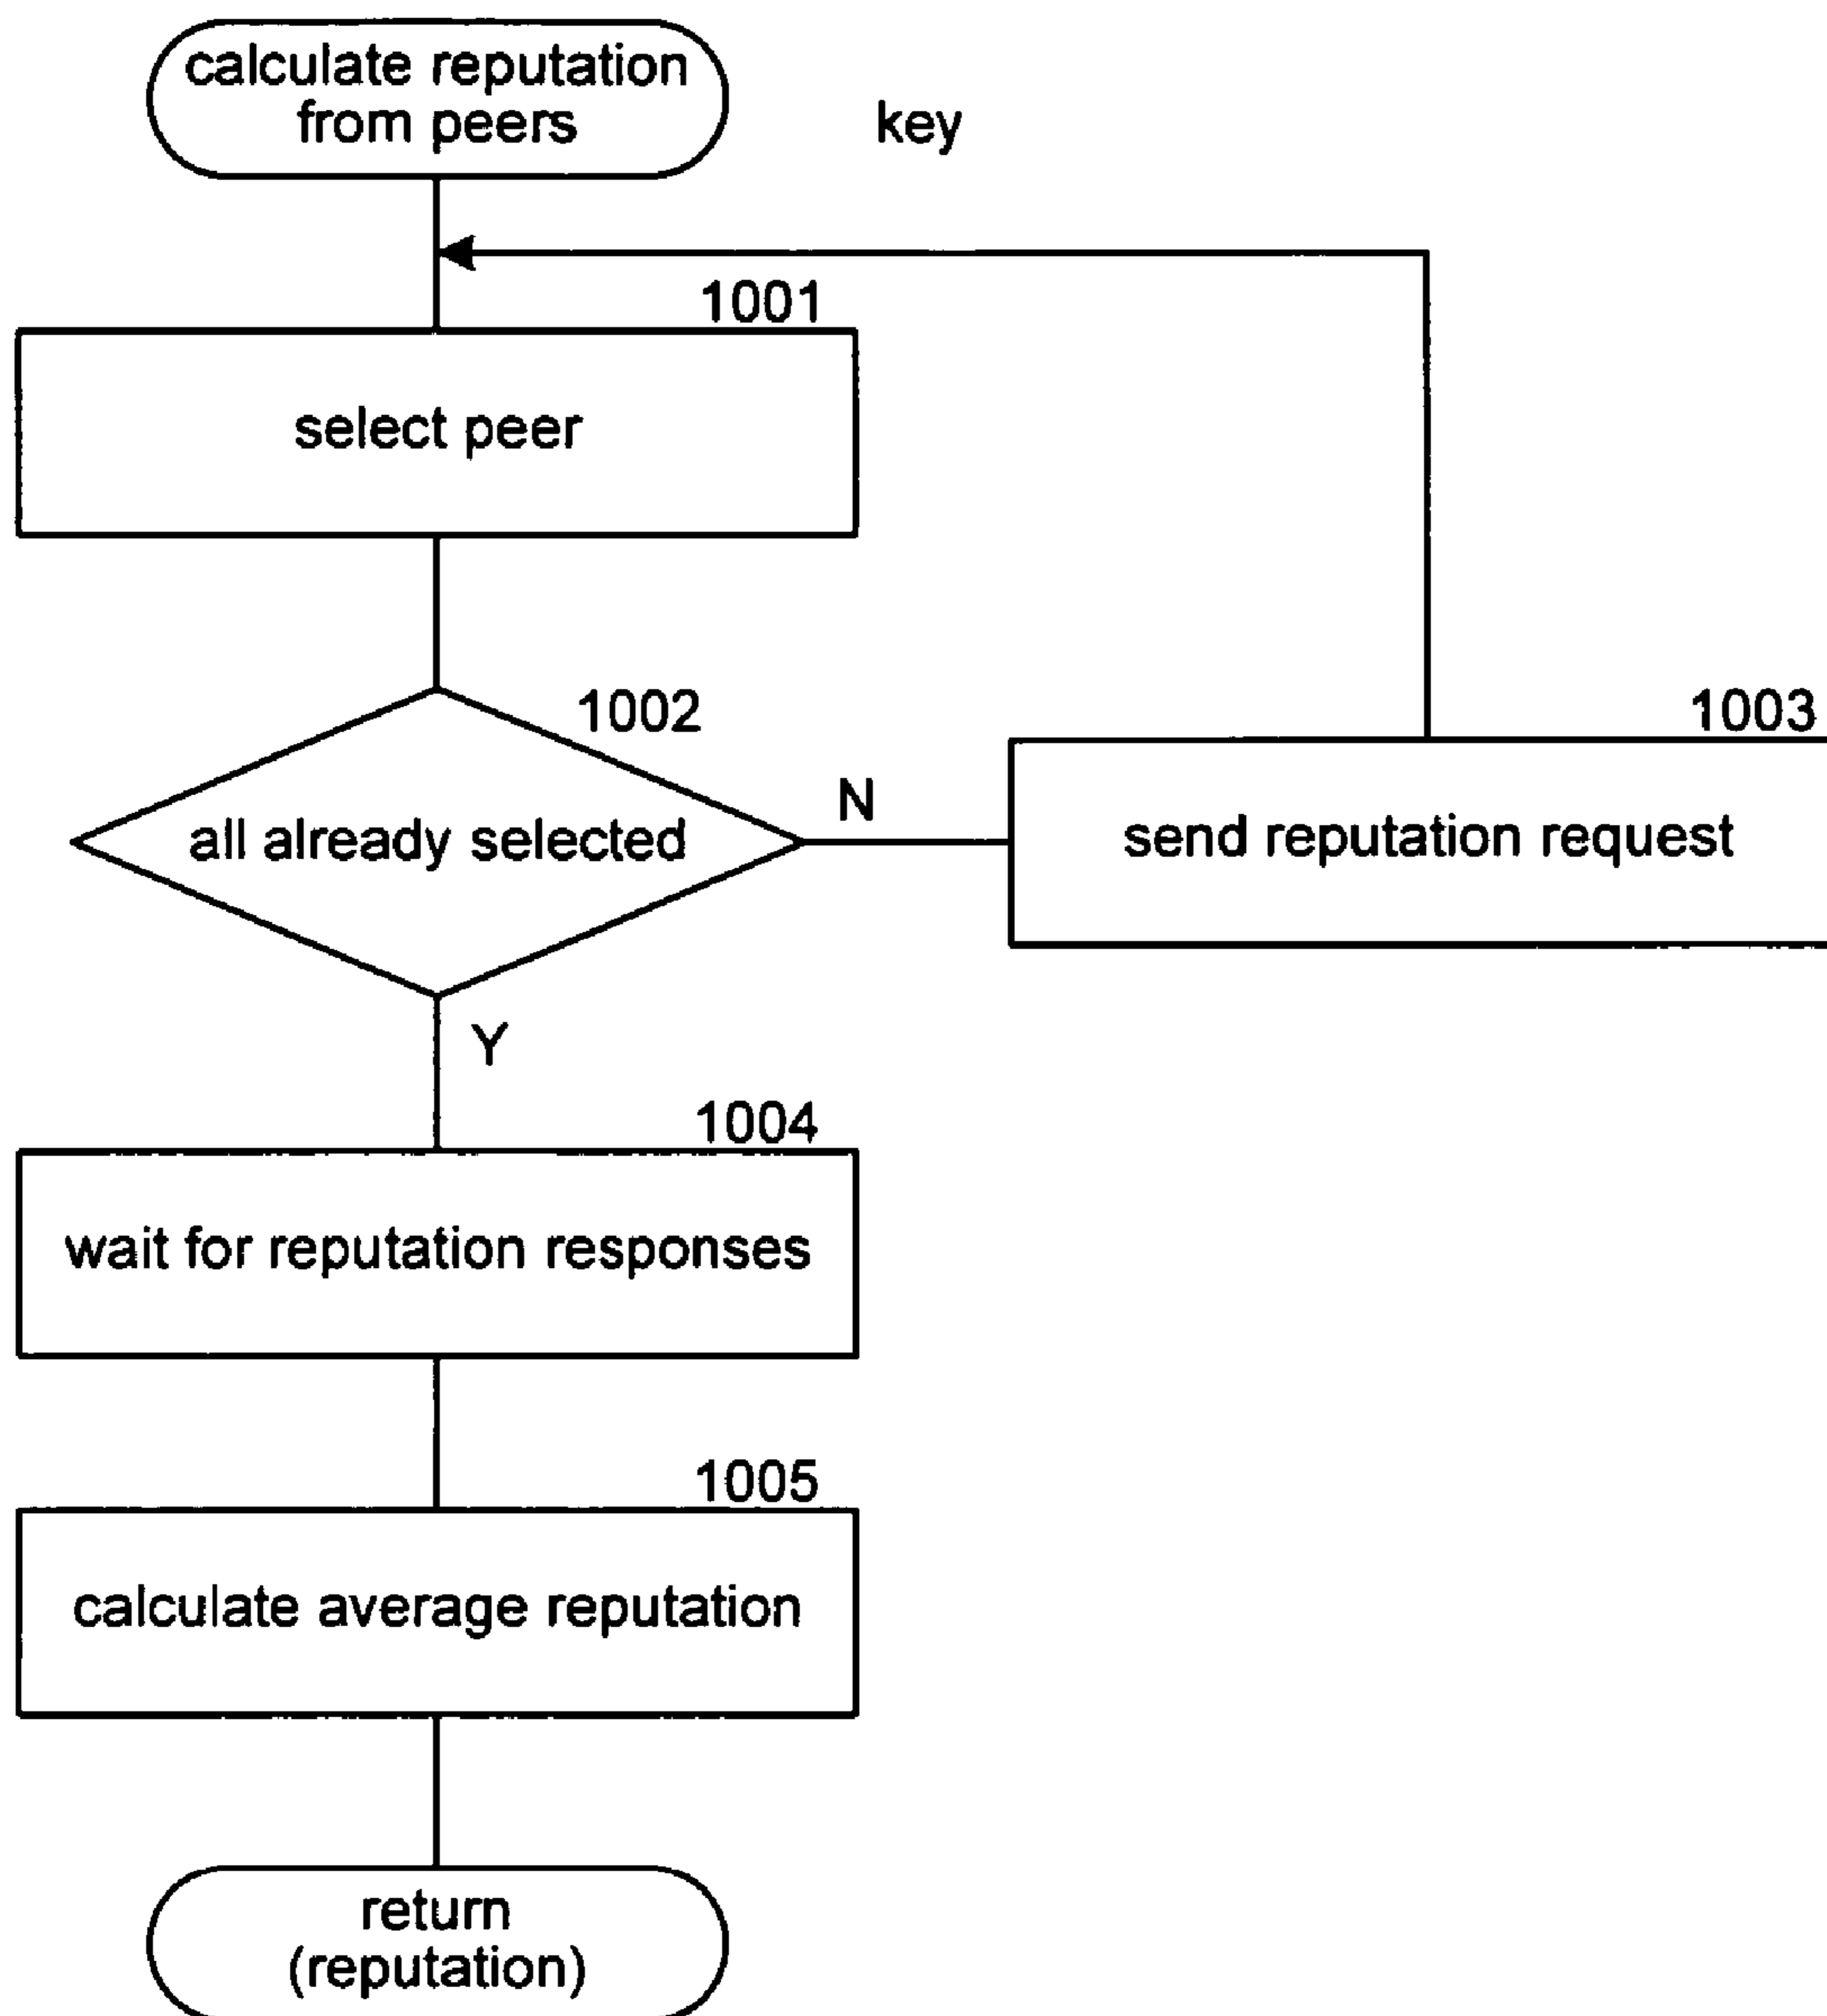 calculate reputation
from peers
key
1001
select peer
1002
all already selected
N
1003
send reputation request
Y
1004
wait for reputation responses
1005
calculate average reputation
return
(reputation)